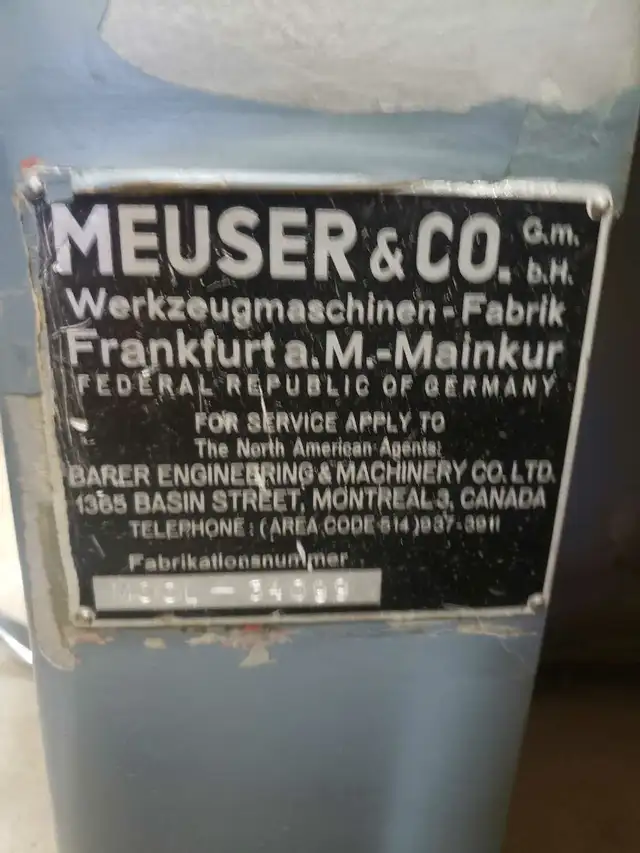 MEUSER & CO. G.m.b.H.
Werkzeugmaschinen-Fabrik
Frankfurt a.M.-Mainkur
FEDERAL REPUBLIC OF GERMANY
FOR SERVICE APPLY TO
The North American Agents:
BARER ENGINEERING & MACHINERY CO. LTD.
1365 BASIN STREET, MONTREAL 3, CANADA
TELEPHONE: (AREA CODE 514) 937-3911
Fabrikationsnummer